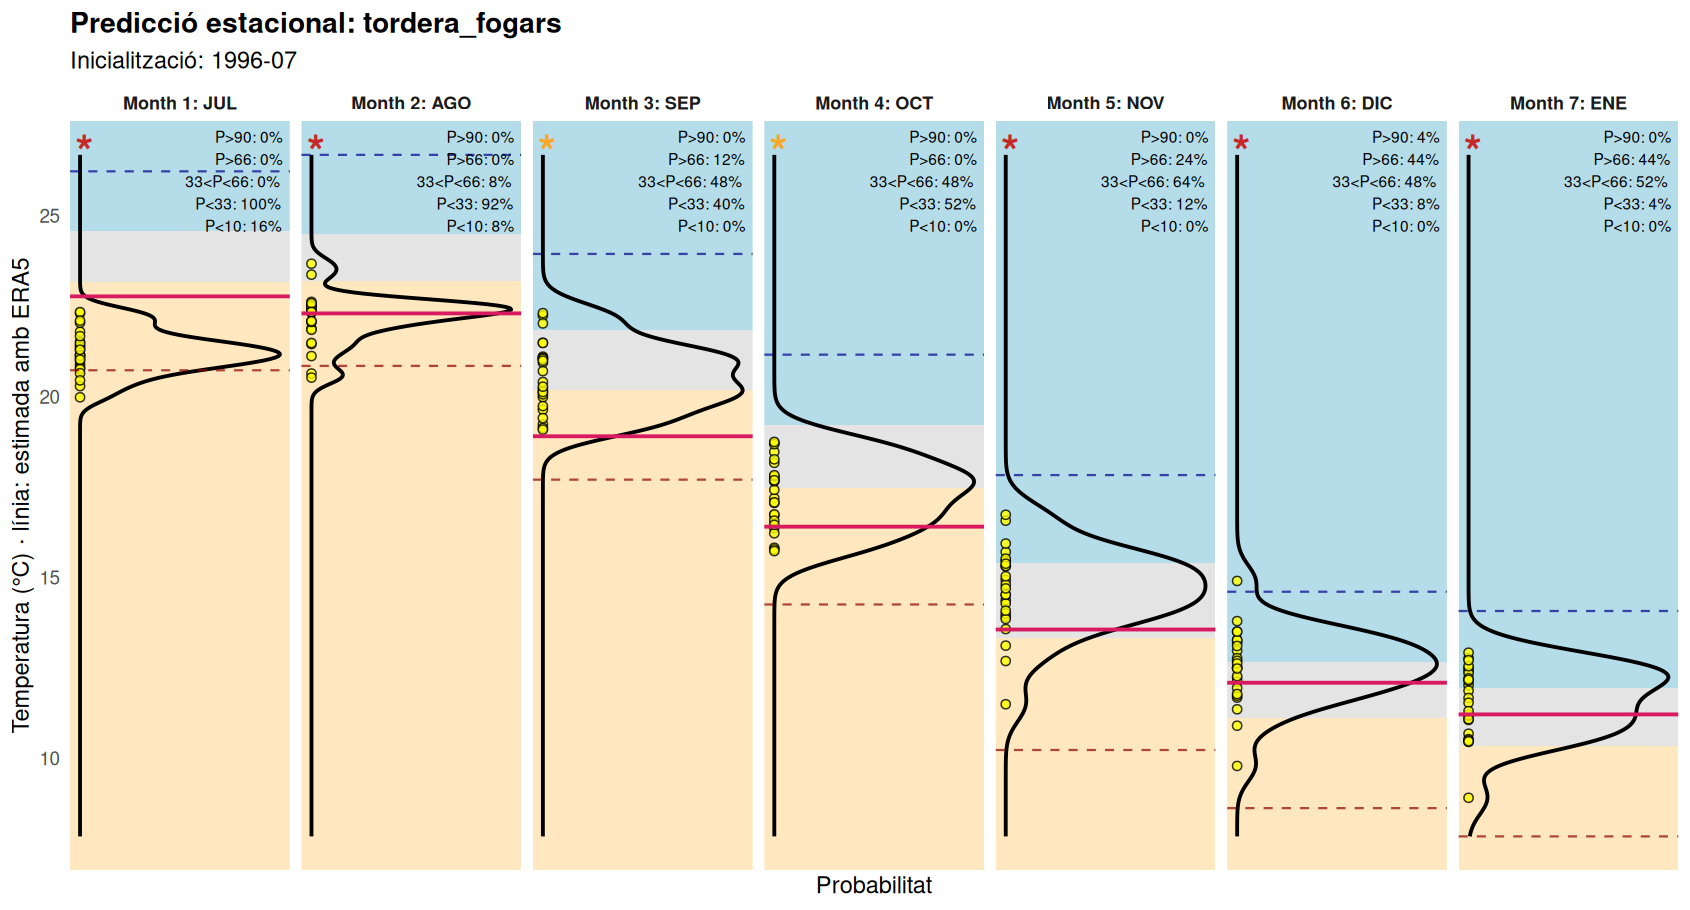 Predicció estacional: tordera_fogars
Inicialització: 1996-07
Month 1: JUL
Month 2: AGO
Month 3: SEP
Month 4: OCT
Month 5: NOV
Month 6: DIC
Month 7: ENE
*
P>90: 0%
P>66: 0%
33<P<66: 0%
P<33: 100%
P<10: 16%
*
P>90: 0%
P>66: 0%
33<P<66: 8%
P<33: 92%
P<10: 8%
*
P>90: 0%
P>66: 12%
33<P<66: 48%
P<33: 40%
P<10: 0%
*
P>90: 0%
P>66: 0%
33<P<66: 48%
P<33: 52%
P<10: 0%
*
P>90: 0%
P>66: 24%
33<P<66: 64%
P<33: 12%
P<10: 0%
*
P>90: 4%
P>66: 44%
33<P<66: 48%
P<33: 8%
P<10: 0%
*
P>90: 0%
P>66: 44%
33<P<66: 52%
P<33: 4%
P<10: 0%
25
20
15
10
Temperatura (°C) · línia: estimada amb ERA5
Probabilitat